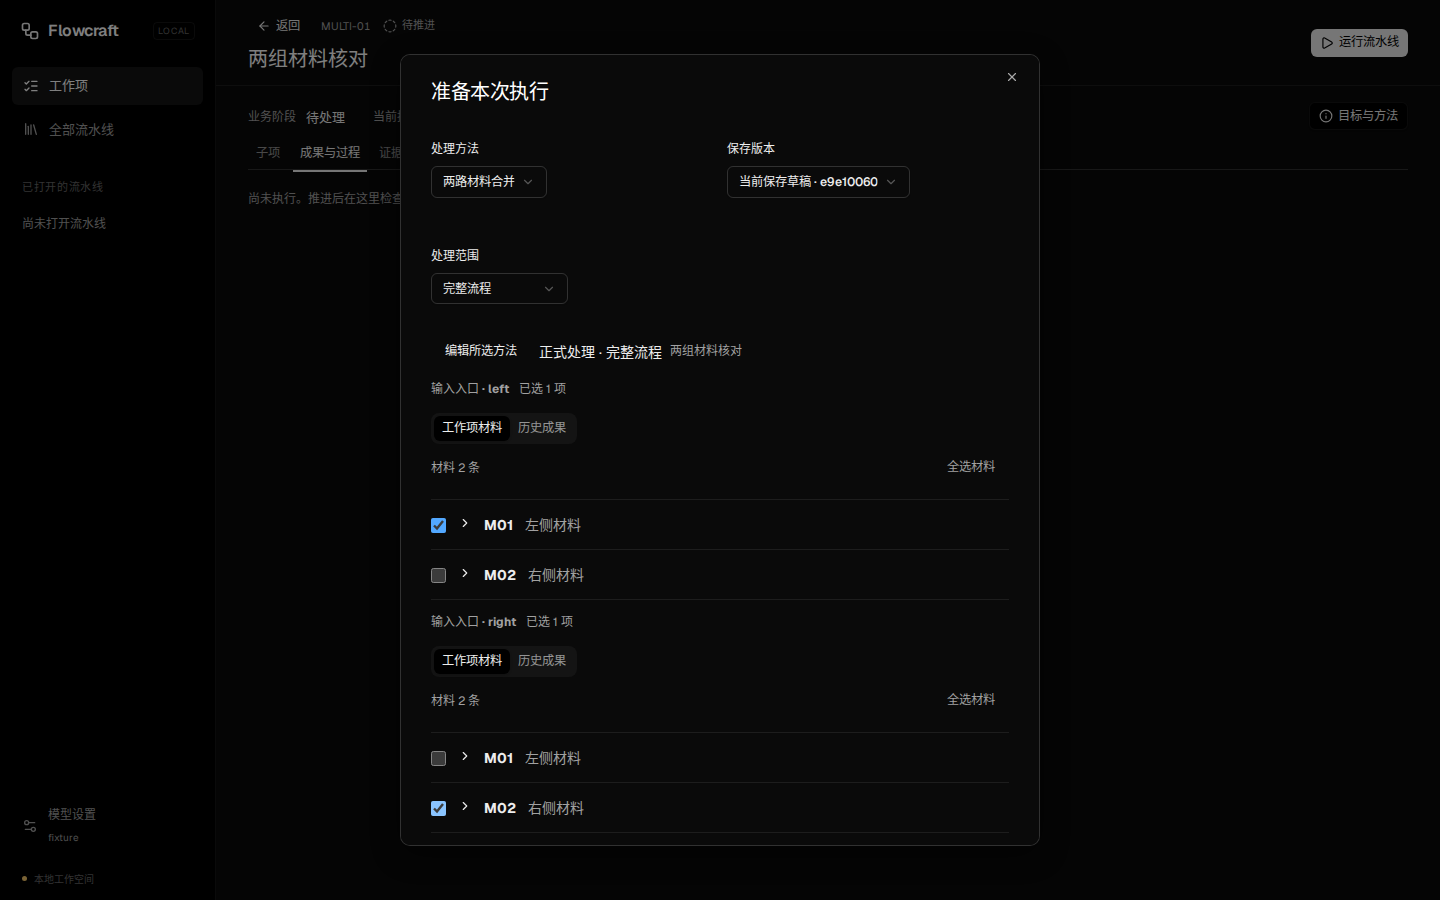 Flowcraft
LOCAL
工作项
全部流水线
已打开的流水线
尚未打开流水线
模型设置
fixture
本地工作空间
返回
MULTI-01
待推进
两组材料核对
运行流水线
业务阶段 待处理
目标与方法
子项
成果与过程
尚未执行。推进后在这里检查
准备本次执行
处理方法
两路材料合并
保存版本
当前保存草稿 · e9e10060
处理范围
完整流程
编辑所选方法 正式处理 · 完整流程 两组材料核对
输入入口 · left 已选 1 项
工作项材料 历史成果
材料 2 条 全选材料
M01 左侧材料
M02 右侧材料
输入入口 · right 已选 1 项
工作项材料 历史成果
材料 2 条 全选材料
M01 左侧材料
M02 右侧材料